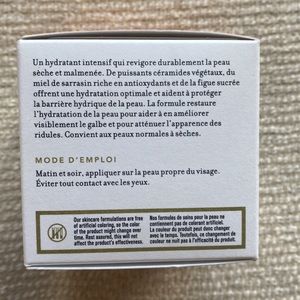 Un hydratant intensif qui revigore durablement la peau
sèche et malmenée. De puissants céramides végétaux, du
miel de sarrasin riche en antioxydants et de la figue sucrée
offrent une hydratation optimale et aident à protéger
la barrière hydrique de la peau. La formule restaure
l'hydratation de la peau pour aider à en améliorer
visiblement le galbe et pour atténuer l'apparence des
ridules. Convient aux peaux normales à sèches.
MODE D'EMPLOI
Matin et soir, appliquer sur la peau propre du visage.
Éviter tout contact avec les yeux.
Our skincare formulations are free
of artificial coloring, so the color
of the product might change over
time. Rest assured, this will not
affect the product's effectiveness.
Nos formules de soins pour la peau ne
contiennent pas de colorant artificiel.
La couleur du produit peut donc changer
avec le temps. Toutefois, ce changement de
couleur ne nuit pas à l'efficacité du produit.